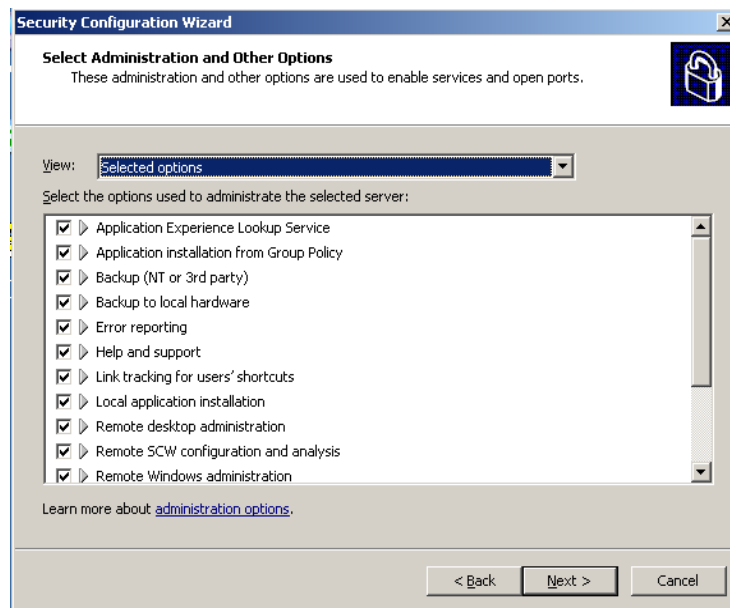 Security Configuration Wizard
Select Administration and Other Options
These administration and other options are used to enable services and open ports.
View:
Selected options
Select the options used to administrate the selected server:
Application Experience Lookup Service
Application installation from Group Policy
Backup (NT or 3rd party)
Backup to local hardware
Error reporting
Help and support
Link tracking for users' shortcuts
Local application installation
Remote desktop administration
Remote SCW configuration and analysis
Remote Windows administration
Learn more about administration options.
< Back
Next >
Cancel